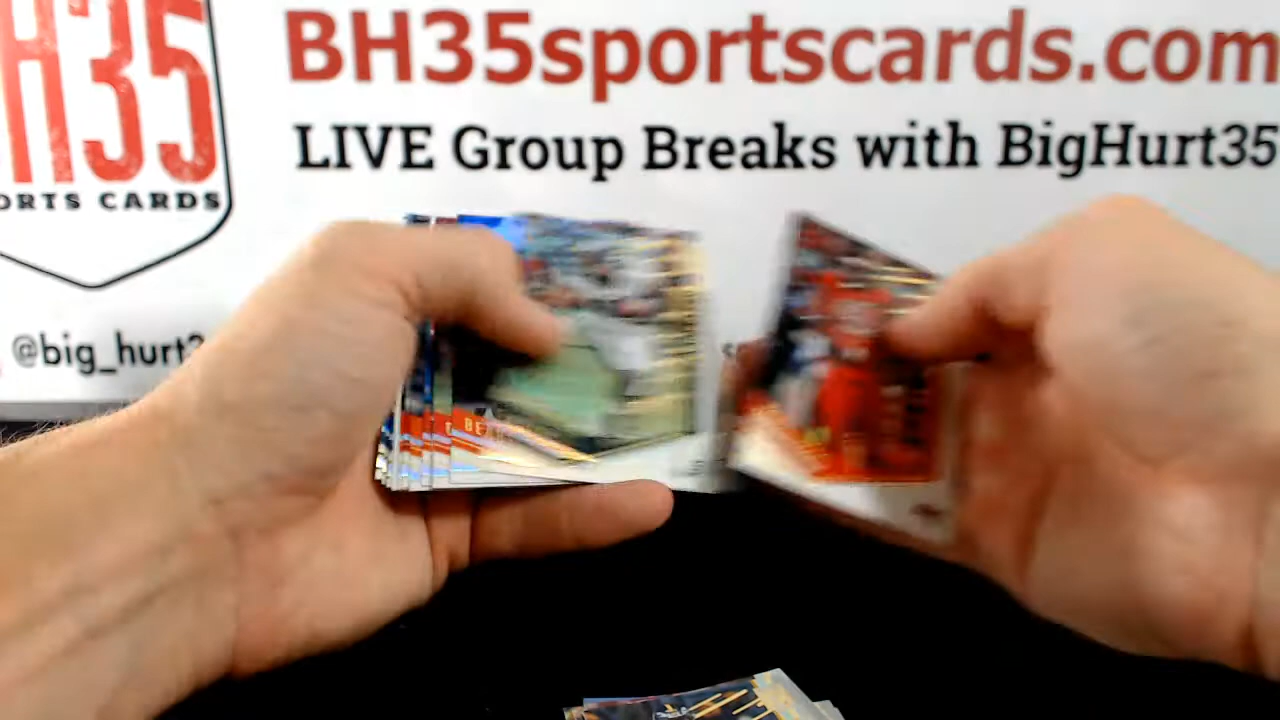 BH35sportscards.com
LIVE Group Breaks with BigHurt35
H35
ORTS CARDS
@big_hurt3